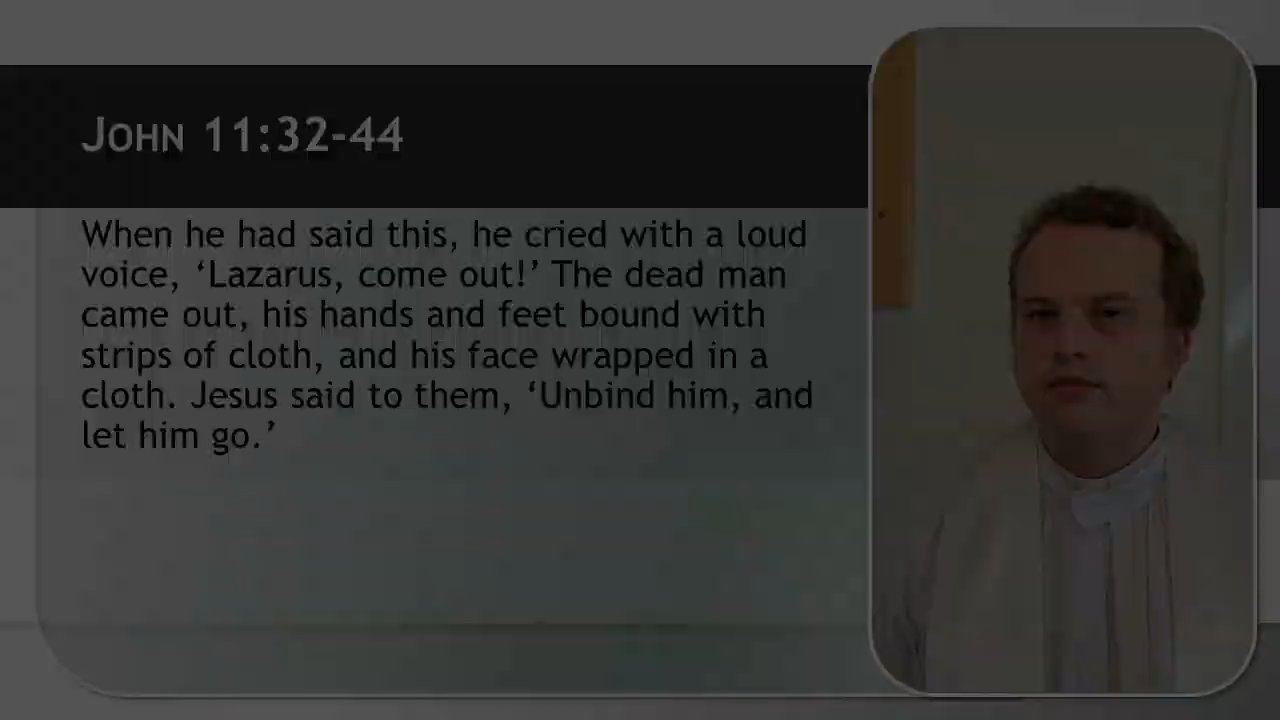 John 11:32-44
When he had said this, he cried with a loud
voice, ‘Lazarus, come out!’ The dead man
came out, his hands and feet bound with
strips of cloth, and his face wrapped in a
cloth. Jesus said to them, ‘Unbind him, and
let him go.’